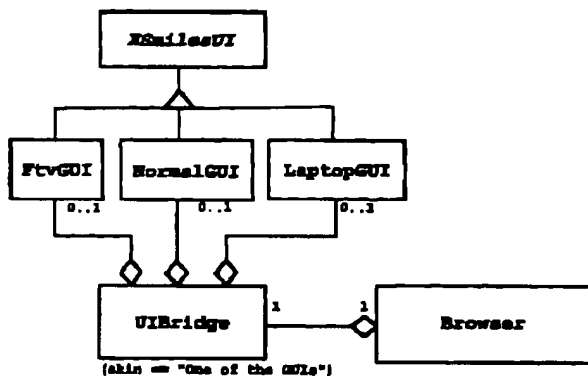 XSmilesUI
FtvGUI
NormalGUI
LaptopGUI
0..1
0..1
0..1
UIBridge
1
1
Browser
{skin == "One of the GUIs"}